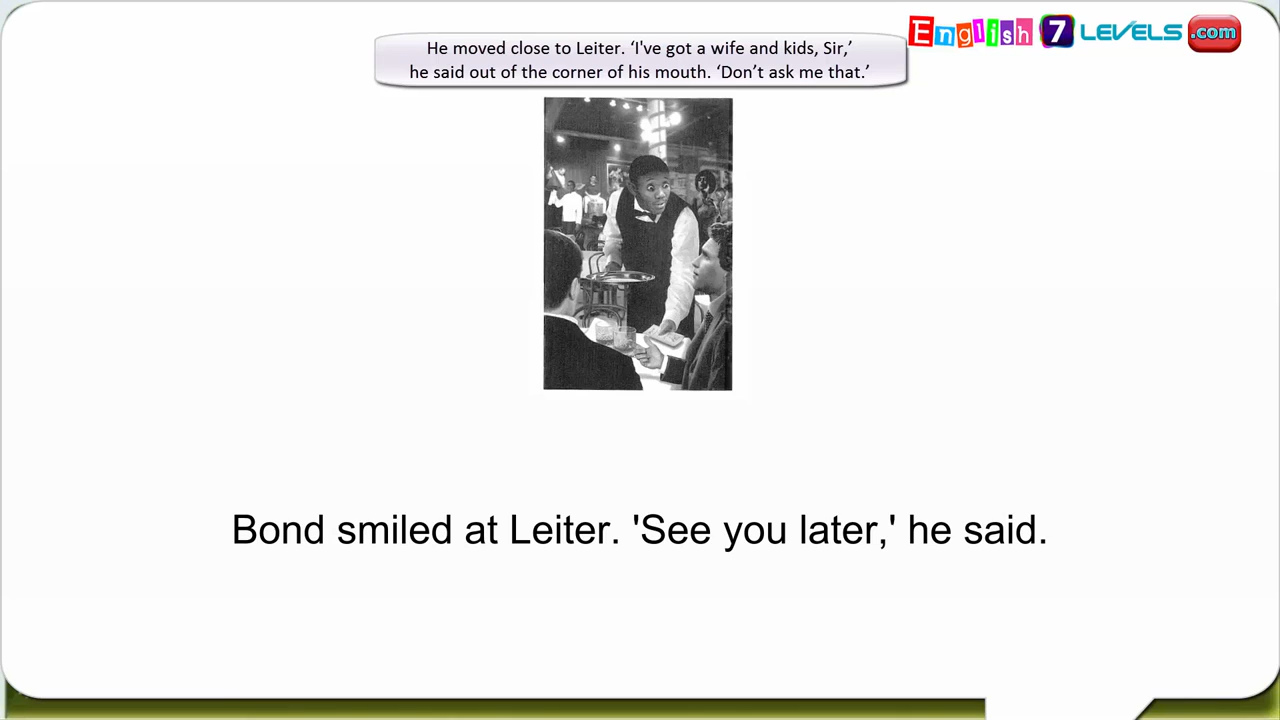 English 7 LEVELS .com
He moved close to Leiter. ‘I've got a wife and kids, Sir,’
he said out of the corner of his mouth. ‘Don’t ask me that.’
Bond smiled at Leiter. 'See you later,' he said.